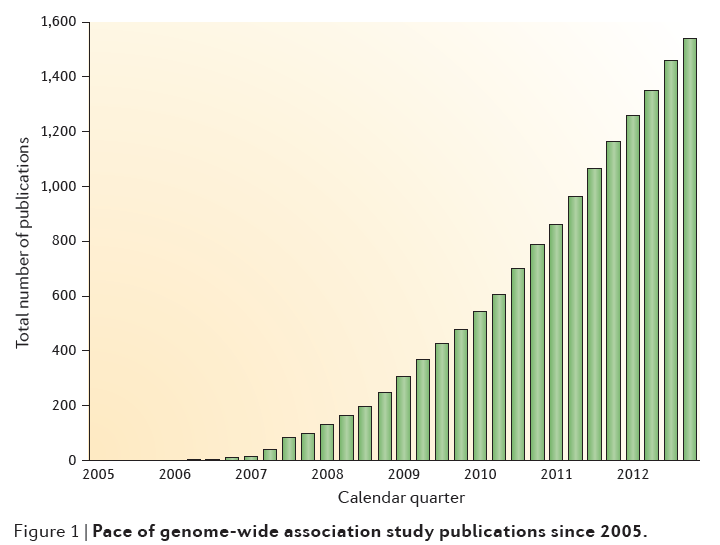 1,600
1,400
1,200
1,000
800
600
400
200
0
Total number of publications
2005 2006 2007 2008 2009 2010 2011 2012
Calendar quarter
Figure 1 | Pace of genome-wide association study publications since 2005.